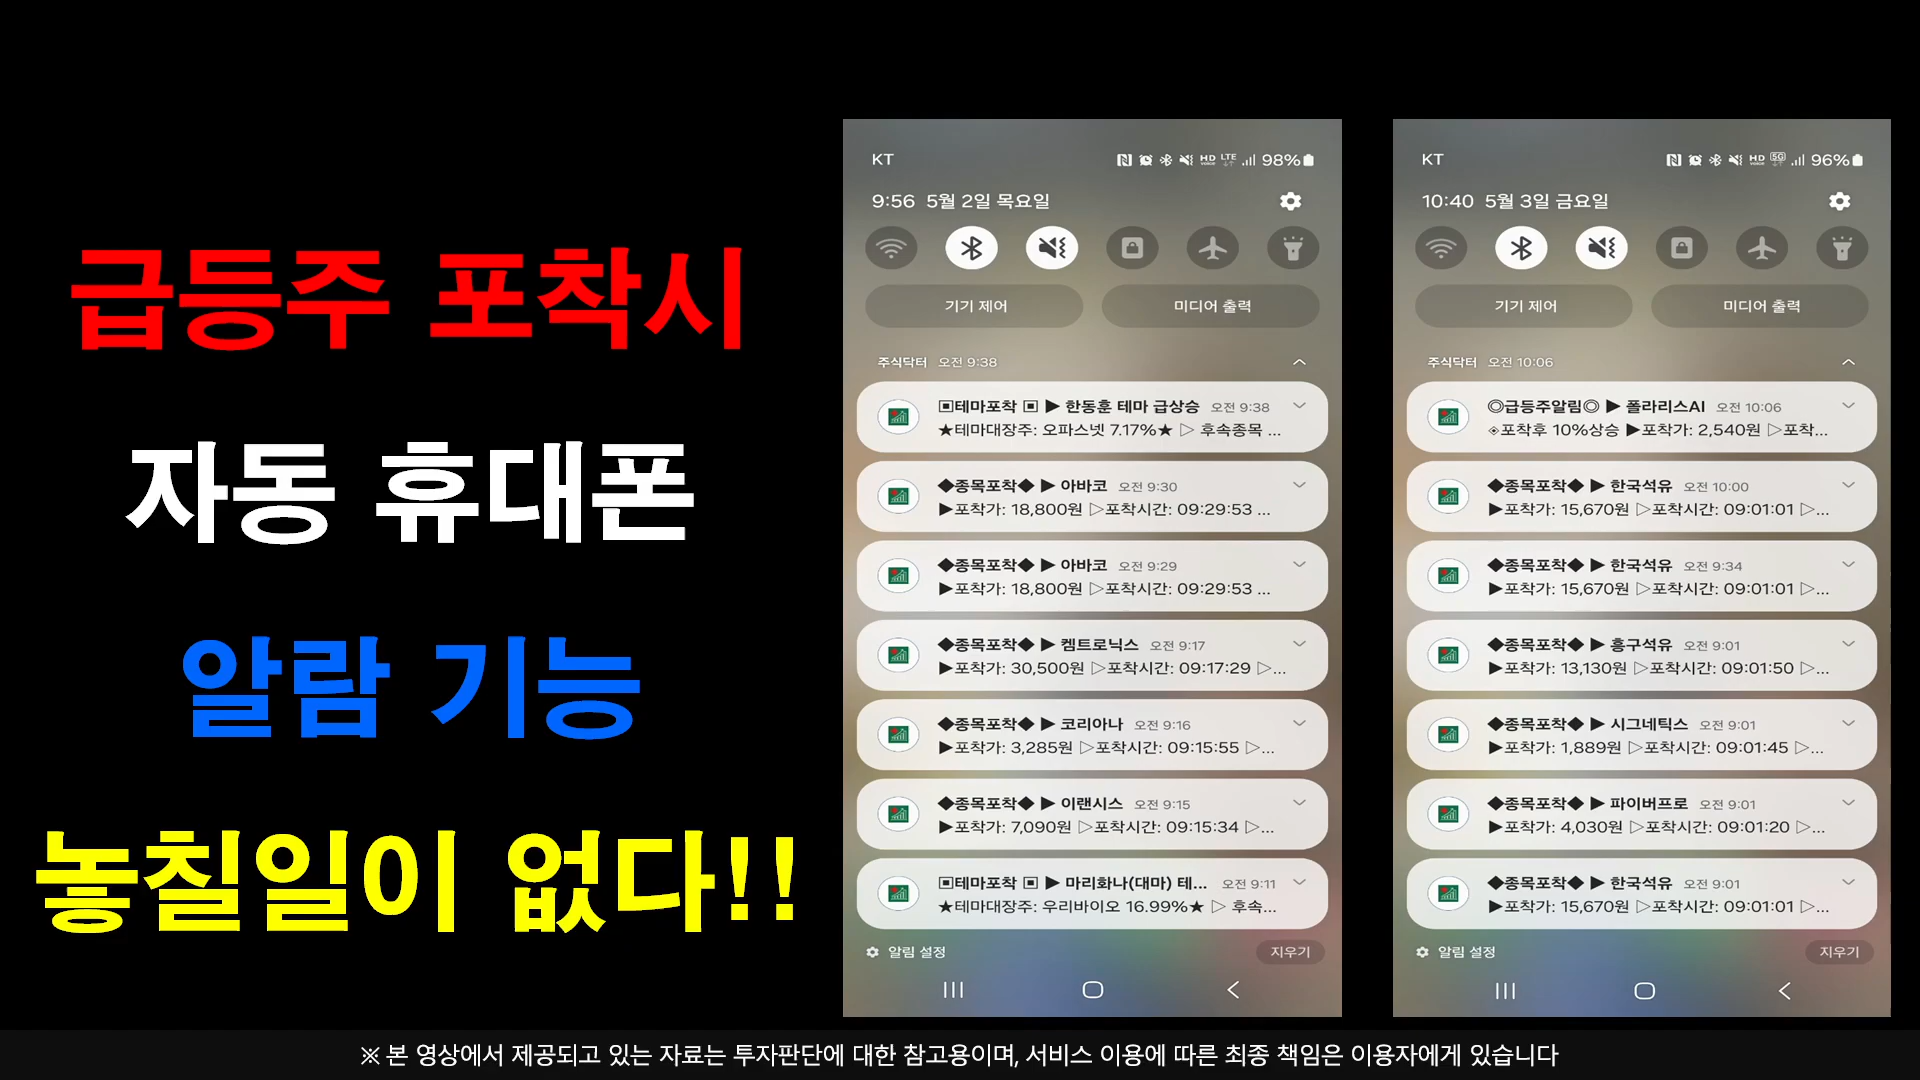 급등주 포착시
자동 휴대폰
알람 기능
놓칠일이 없다!!
KT
HD VOICE LTE 98%
9:56 5월 2일 목요일
기기 제어 미디어 출력
주식닥터 오전 9:38
▣테마포착 ▣ ▶ 한동훈 테마 급상승 오전 9:38
★테마대장주: 오파스넷 7.17%★ ▷ 후속종목 ...
◆종목포착◆ ▶ 아바코 오전 9:30
▶포착가: 18,800원 ▷포착시간: 09:29:53 ...
◆종목포착◆ ▶ 아바코 오전 9:29
▶포착가: 18,800원 ▷포착시간: 09:29:53 ...
◆종목포착◆ ▶ 켐트로닉스 오전 9:17
▶포착가: 30,500원 ▷포착시간: 09:17:29 ▷...
◆종목포착◆ ▶ 코리아나 오전 9:16
▶포착가: 3,285원 ▷포착시간: 09:15:55 ▷...
◆종목포착◆ ▶ 이랜시스 오전 9:15
▶포착가: 7,090원 ▷포착시간: 09:15:34 ▷...
▣테마포착 ▣ ▶ 마리화나(대마) 테... 오전 9:11
★테마대장주: 우리바이오 16.99%★ ▷ 후속...
알림 설정 지우기
KT
HD VOICE 5G 96%
10:40 5월 3일 금요일
기기 제어 미디어 출력
주식닥터 오전 10:06
◎급등주알림◎ ▶ 폴라리스AI 오전 10:06
◈포착후 10%상승 ▶포착가: 2,540원 ▷포착...
◆종목포착◆ ▶ 한국석유 오전 10:00
▶포착가: 15,670원 ▷포착시간: 09:01:01 ▷...
◆종목포착◆ ▶ 한국석유 오전 9:34
▶포착가: 15,670원 ▷포착시간: 09:01:01 ▷...
◆종목포착◆ ▶ 흥구석유 오전 9:01
▶포착가: 13,130원 ▷포착시간: 09:01:50 ▷...
◆종목포착◆ ▶ 시그네틱스 오전 9:01
▶포착가: 1,889원 ▷포착시간: 09:01:45 ▷...
◆종목포착◆ ▶ 파이버프로 오전 9:01
▶포착가: 4,030원 ▷포착시간: 09:01:20 ▷...
◆종목포착◆ ▶ 한국석유 오전 9:01
▶포착가: 15,670원 ▷포착시간: 09:01:01 ▷...
알림 설정 지우기
※ 본 영상에서 제공되고 있는 자료는 투자판단에 대한 참고용이며, 서비스 이용에 따른 최종 책임은 이용자에게 있습니다